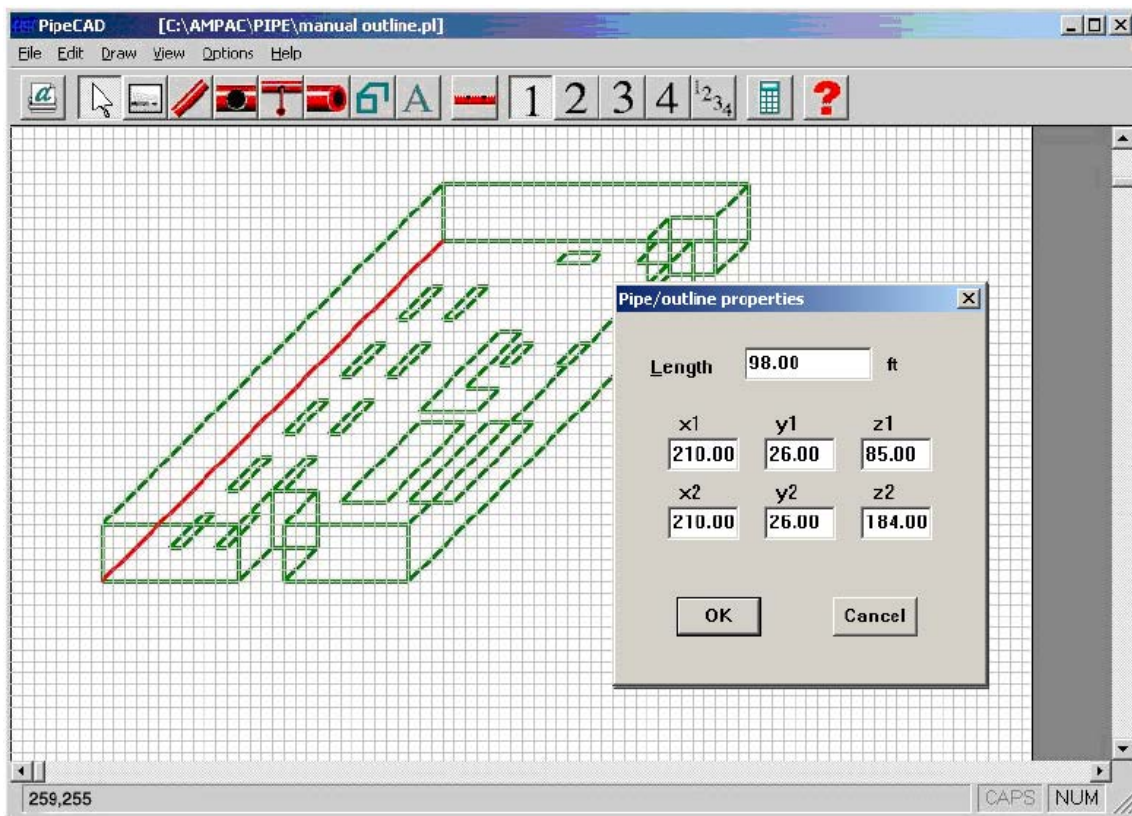 PipeCAD [C:\AMPAC\PIPE\manual outline.pl]
File Edit Draw View Options Help
a A 1 2 3 4 1234 ?
Pipe/outline properties
Length 98.00 ft
x1 y1 z1
210.00 26.00 85.00
x2 y2 z2
210.00 26.00 184.00
OK Cancel
259,255 CAPS NUM